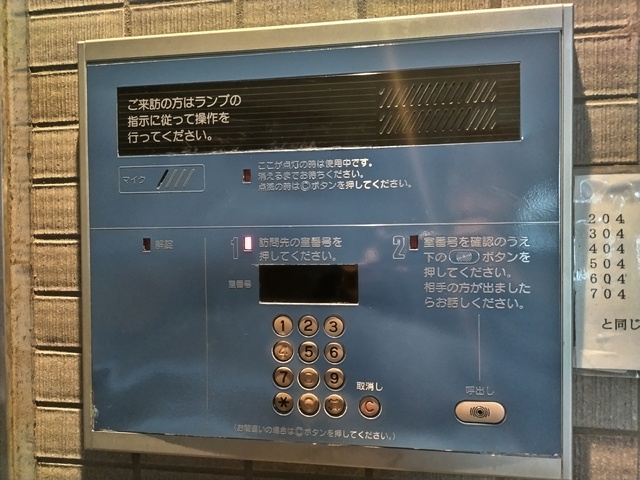 ご来訪の方はランプの
指示に従って操作を
行ってください。
マイク
ここが点灯の時は使用中です。
消えるまでお待ちください。
点滅の時はⒸボタンを押してください。
解錠
1 訪問先の室番号を
押してください。
室番号
2 室番号を確認のうえ
下の ボタンを
押してください。
相手の方が出ました
らお話しください。
1 2 3
4 5 6
7 9
*
取消し
C
呼出し
(お間違いの場合はⒸボタンを押してください。)
204
304
404
504
604
704
と同じ